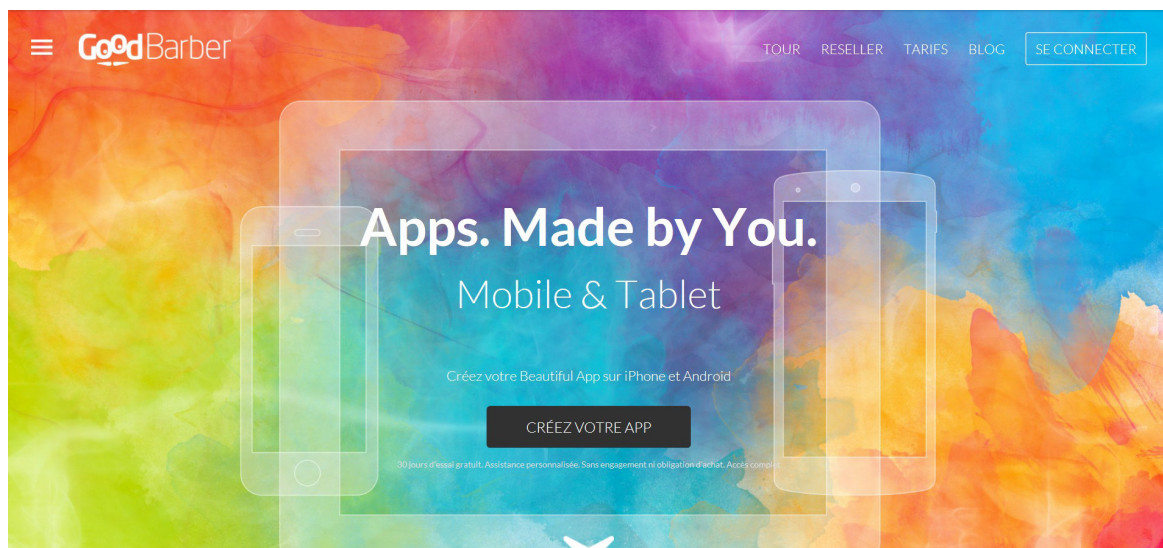 GoodBarber
TOUR RESELLER TARIFS BLOG SE CONNECTER
Apps. Made by You.
Mobile & Tablet
Créez votre Beautiful App sur iPhone et Android
CRÉEZ VOTRE APP
30 jours d'essai gratuit. Assistance personnalisée. Sans engagement ni obligation d'achat. Accès complet.